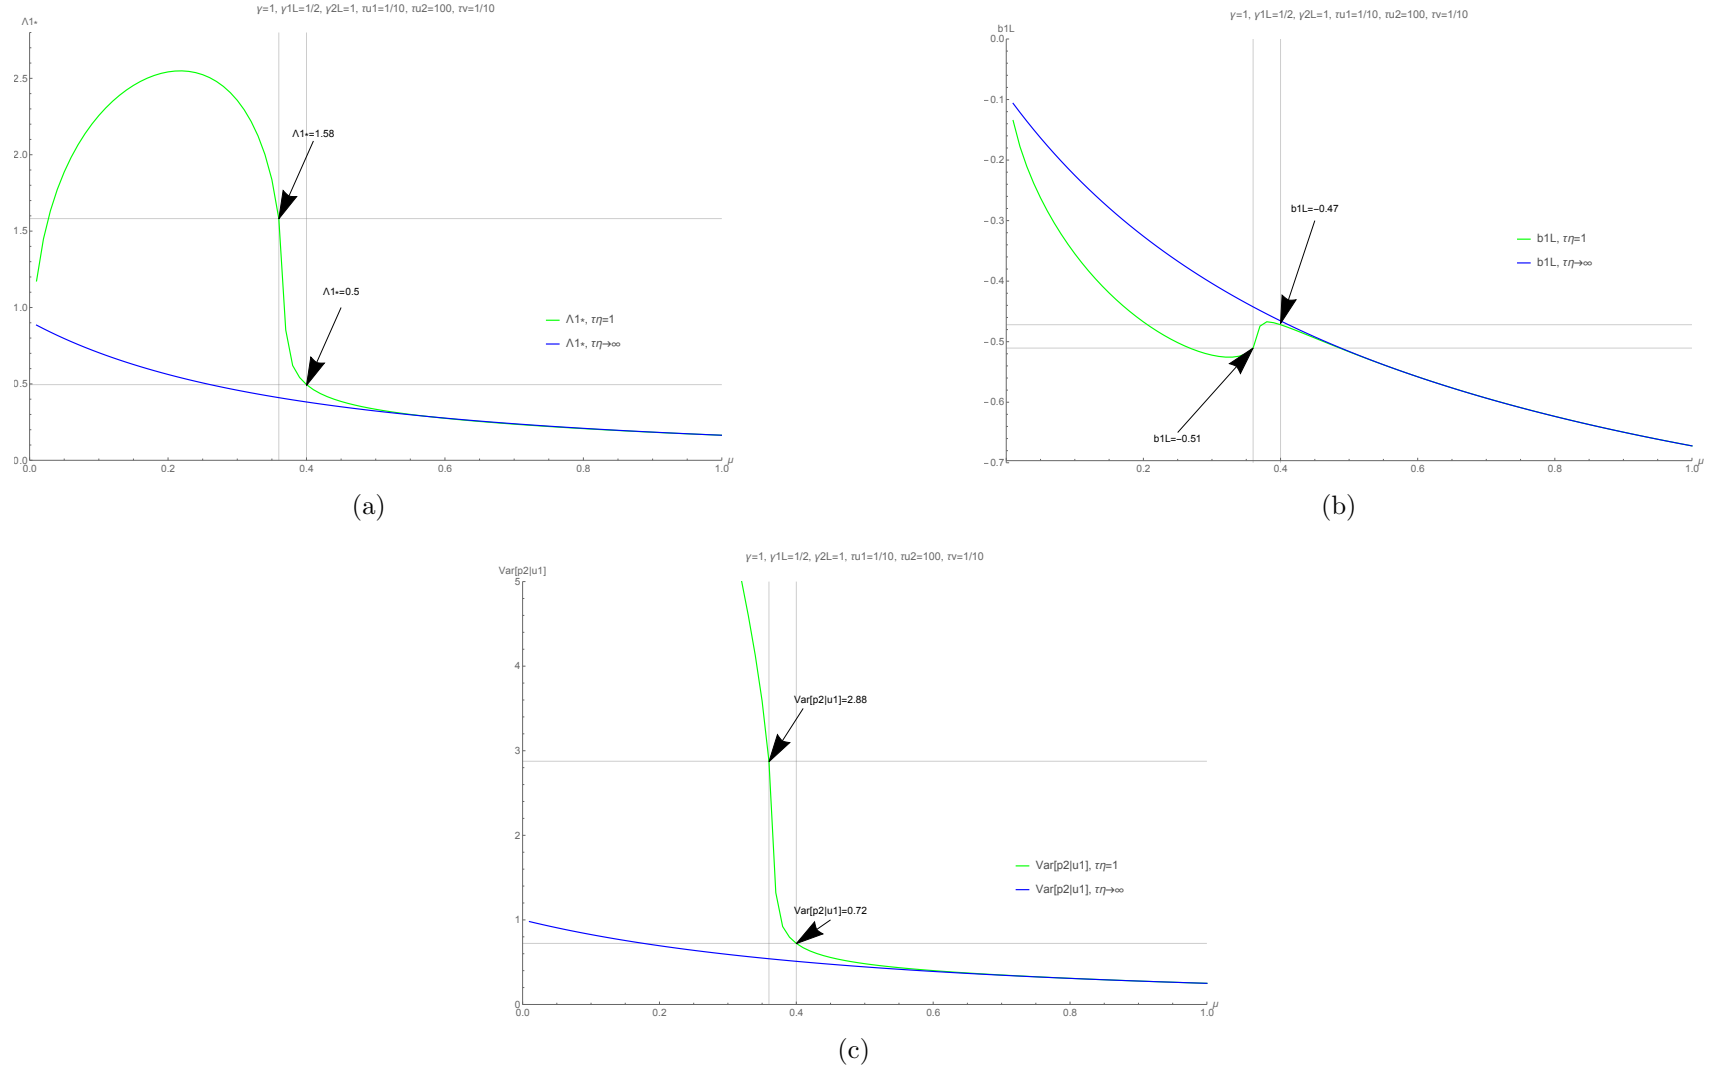 γ=1, γ1L=1/2, γ2L=1, τu1=1/10, τu2=100, τv=1/10
Λ1*
2.5
2.0
1.5
1.0
0.5
0.0
Λ1*=1.58
Λ1*=0.5
Λ1*, τη=1
Λ1*, τη→∞
0.0 0.2 0.4 0.6 0.8 1.0 μ
(a)
γ=1, γ1L=1/2, γ2L=1, τu1=1/10, τu2=100, τv=1/10
b1L
0.0
−0.1
−0.2
−0.3
−0.4
−0.5
−0.6
−0.7
b1L=−0.47
b1L, τη=1
b1L, τη→∞
b1L=−0.51
0.2 0.4 0.6 0.8 1.0 μ
(b)
γ=1, γ1L=1/2, γ2L=1, τu1=1/10, τu2=100, τv=1/10
Var[p2|u1]
5
4
3
2
1
0
Var[p2|u1]=2.88
Var[p2|u1], τη=1
Var[p2|u1], τη→∞
Var[p2|u1]=0.72
0.0 0.2 0.4 0.6 0.8 1.0 μ
(c)